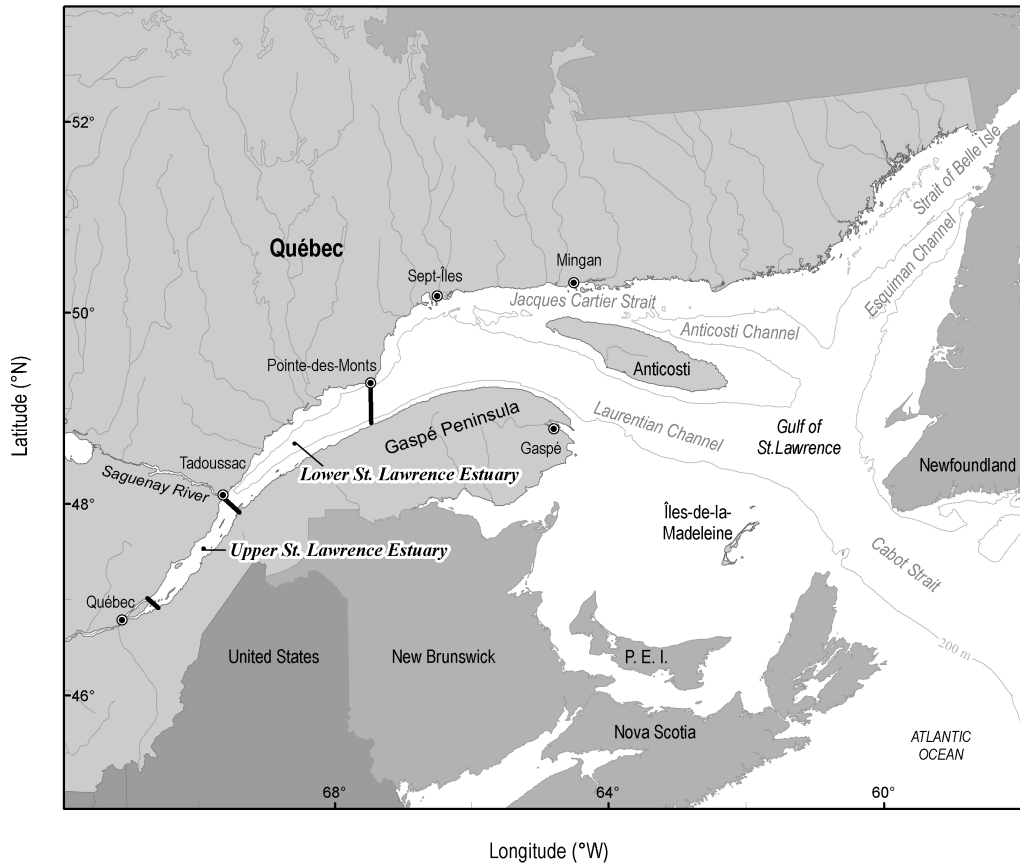 52°
Strait of Belle Isle
Esquiman Channel
Québec
Mingan
Sept-Îles
Jacques Cartier Strait
50°
Anticosti Channel
Pointe-des-Monts
Anticosti
Latitude (°N)
Gaspé Peninsula
Laurentian Channel
Gulf of
St.Lawrence
Gaspé
Tadoussac
Newfoundland
Saguenay River
Lower St. Lawrence Estuary
48°
Îles-de-la-
Madeleine
Upper St. Lawrence Estuary
Cabot Strait
Québec
200 m
United States
New Brunswick
P. E. I.
46°
Nova Scotia
ATLANTIC
OCEAN
68°
64°
60°
Longitude (°W)